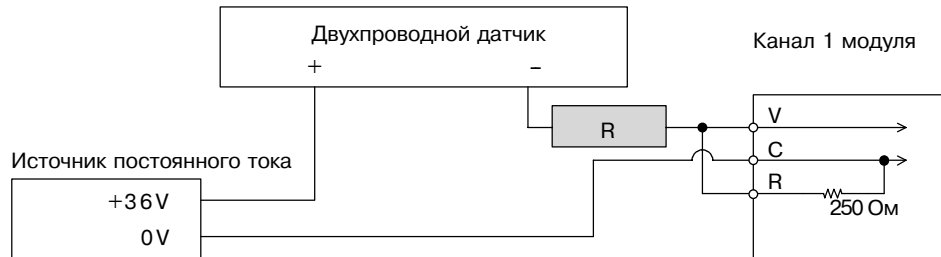 Двухпроводной датчик
+ –
Канал 1 модуля
R
V
C
R
250 Ом
Источник постоянного тока
+36V
0V